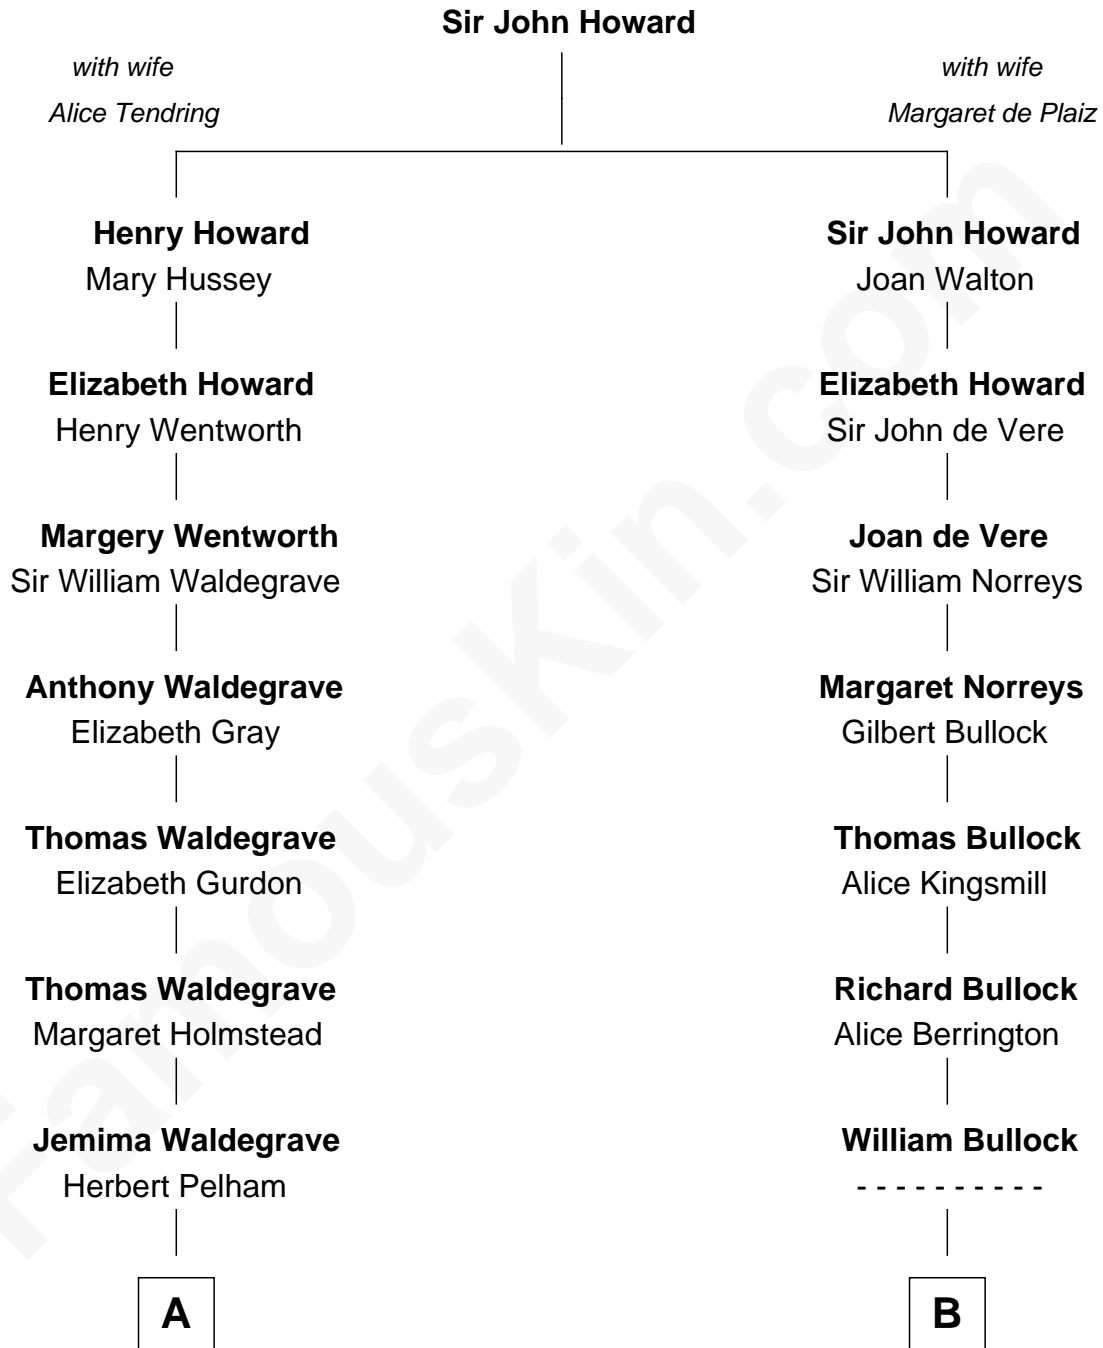 Sir John Howard
with wife
Alice Tendring
with wife
Margaret de Plaiz
Henry Howard
Mary Hussey
Sir John Howard
Joan Walton
Elizabeth Howard
Henry Wentworth
Elizabeth Howard
Sir John de Vere
Margery Wentworth
Sir William Waldegrave
Joan de Vere
Sir William Norreys
Anthony Waldegrave
Elizabeth Gray
Margaret Norreys
Gilbert Bullock
Thomas Waldegrave
Elizabeth Gurdon
Thomas Bullock
Alice Kingsmill
Thomas Waldegrave
Margaret Holmstead
Richard Bullock
Alice Berrington
Jemima Waldegrave
Herbert Pelham
William Bullock
- - - - - - - - - -
A
B
FamousKin.com